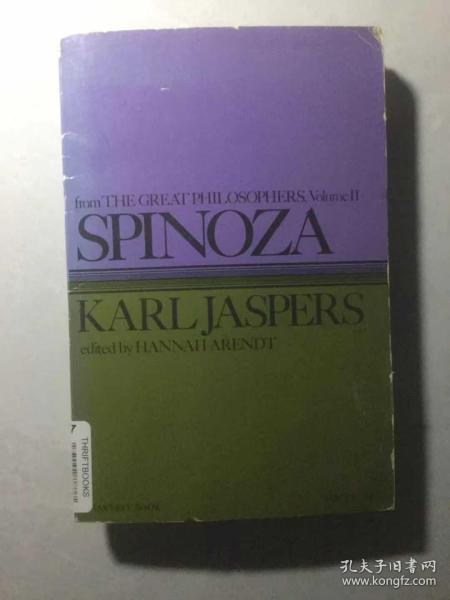 from THE GREAT PHILOSOPHERS, Volume II
SPINOZA
KARL JASPERS
edited by HANNAH ARENDT
THRIFTBOOKS
BOOK
孔夫子旧书网
www.kongfz.com